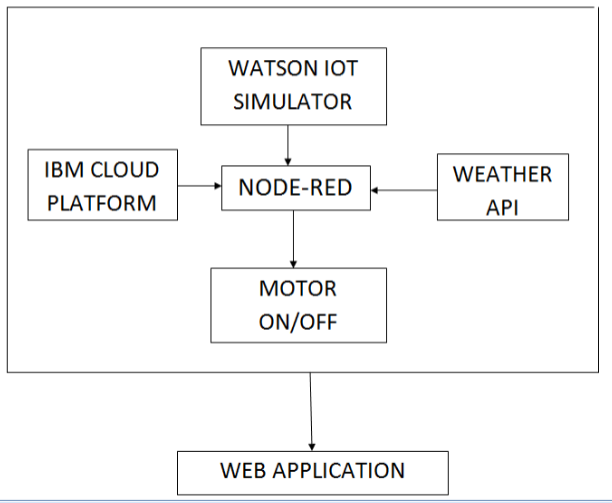 WATSON IOT
SIMULATOR
IBM CLOUD
PLATFORM
NODE-RED
WEATHER
API
MOTOR
ON/OFF
WEB APPLICATION